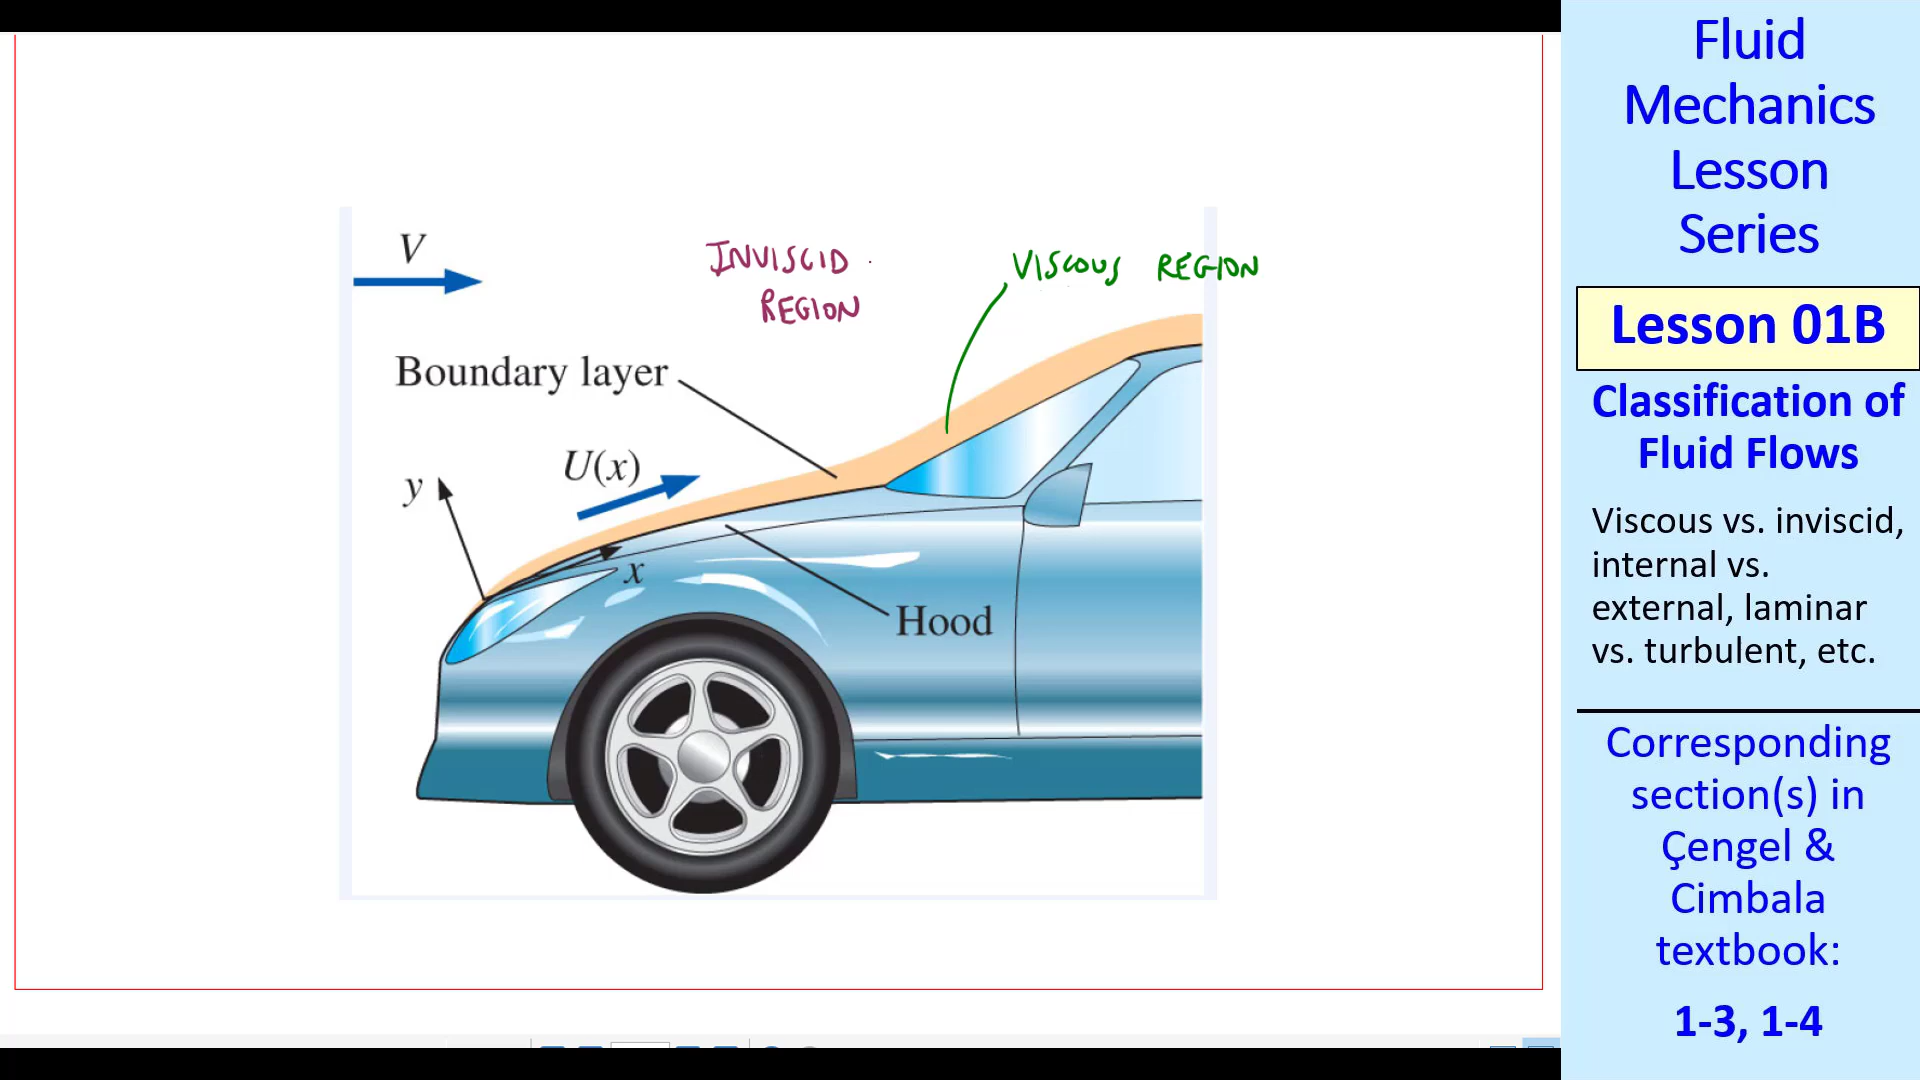 V
INVISCID
REGION
VISCOUS REGION
Boundary layer
U(x)
y
x
Hood
Fluid
Mechanics
Lesson
Series
Lesson 01B
Classification of
Fluid Flows
Viscous vs. inviscid,
internal vs.
external, laminar
vs. turbulent, etc.
Corresponding
section(s) in
Çengel &
Cimbala
textbook:
1-3, 1-4